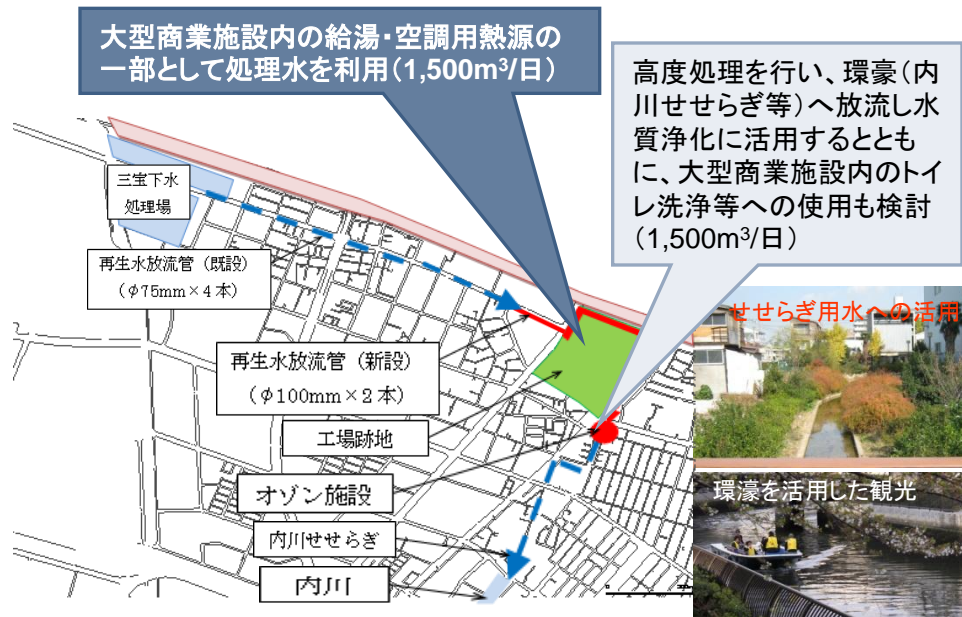 大型商業施設内の給湯・空調用熱源の
一部として処理水を利用(1,500m³/日)
高度処理を行い、環豪(内
川せせらぎ等)へ放流し水
質浄化に活用するととも
に、大型商業施設内のトイ
レ洗浄等への使用も検討
(1,500m³/日)
三宝下水
処理場
再生水放流管(既設)
(φ75mm×4本)
再生水放流管(新設)
(φ100mm×2本)
工場跡地
オゾン施設
内川せせらぎ
内川
せせらぎ用水への活用
環濠を活用した観光